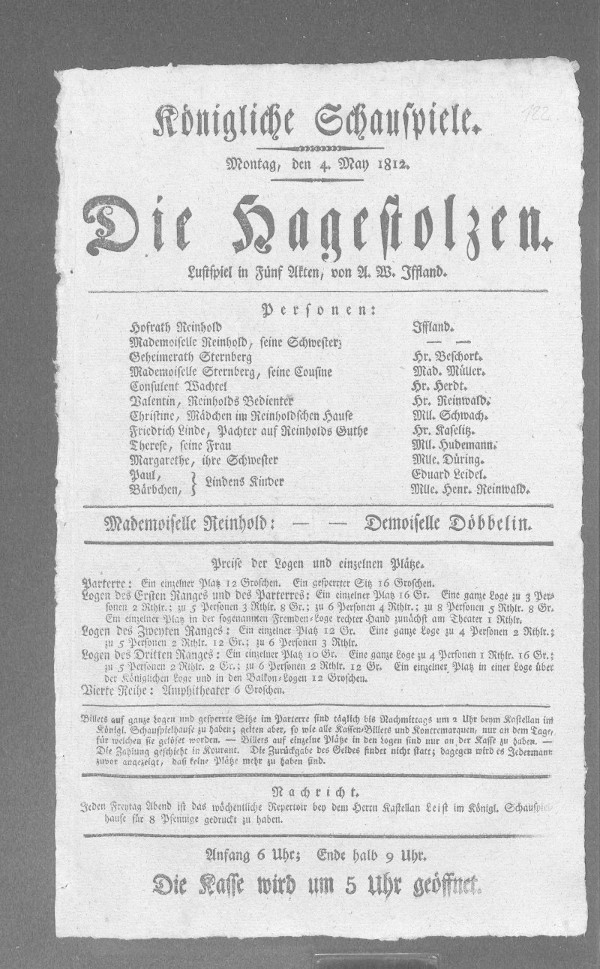 122
Königliche Schauspiele.
Montag, den 4. May 1812.
Die Hagestolzen.
Lustspiel in Fünf Akten, von A. W. Iffland.
Personen:
Hofrath Reinhold Iffland.
Mademoiselle Reinhold, seine Schwester; — —
Geheimerath Sternberg Hr. Beschort.
Mademoiselle Sternberg, seine Cousine Mad. Müller.
Consulent Wachtel Hr. Herdt.
Valentin, Reinholds Bedienter Hr. Reinwald.
Christine, Mädchen im Reinholdschen Hause Mll. Schwach.
Friedrich Linde, Pachter auf Reinholds Guthe Hr. Kaselitz.
Therese, seine Frau Mll. Hudemann.
Margarethe, ihre Schwester Mlle. Düring.
Paul, } Lindens Kinder Eduard Leidel.
Bärbchen, Mlle. Henr. Reinwald.
Mademoiselle Reinhold: — — Demoiselle Döbbelin.
Preise der Logen und einzelnen Plätze.
Parterre: Ein einzelner Platz 12 Groschen. Ein gesperrter Sitz 16 Groschen.
Logen des Ersten Ranges und des Parterres: Ein einzelner Platz 16 Gr. Eine ganze Loge zu 3 Per-
sonen 2 Rthlr.; zu 5 Personen 3 Rthlr. 8 Gr.; zu 6 Personen 4 Rthlr.; zu 8 Personen 5 Rthlr. 8 Gr.
Ein einzelner Platz in der sogenannten Fremden-Loge rechter Hand zunächst am Theater 1 Rthlr.
Logen des Zweyten Ranges: Ein einzelner Platz 12 Gr. Eine ganze Loge zu 4 Personen 2 Rthlr.;
zu 5 Personen 2 Rthlr. 12 Gr.; zu 6 Personen 3 Rthlr.
Logen des Dritten Ranges: Ein einzelner Platz 10 Gr. Eine ganze Loge zu 4 Personen 1 Rthlr. 16 Gr.;
zu 5 Personen 2 Rthlr. 2 Gr.; zu 6 Personen 2 Rthlr. 12 Gr. Ein einzelner Platz in einer Loge über
der Königlichen Loge und in den Balkon-Logen 12 Groschen.
Vierte Reihe: Amphitheater 6 Groschen.
Billets auf ganze Logen und gesperrte Sitze im Parterre sind täglich bis Nachmittags um 2 Uhr beym Kastellan im
Königl. Schauspielhause zu haben; gelten aber, so wie alle Kassen-Billets und Kontremarquen, nur an dem Tage,
für welchen sie gelöset worden. — Billets auf einzelne Plätze in den Logen sind nur an der Kasse zu haben. —
Die Zahlung geschieht in Kourant. Die Zurückgabe des Geldes findet nicht statt; dagegen wird es Jedermann
zuvor angezeigt, daß keine Plätze mehr zu haben sind.
Nachricht.
Jeden Freytag Abend ist das wöchentliche Repertoir bey dem Herrn Kastellan Leist im Königl. Schauspiel-
hause für 8 Pfennige gedruckt zu haben.
Anfang 6 Uhr; Ende halb 9 Uhr.
Die Kasse wird um 5 Uhr geöffnet.